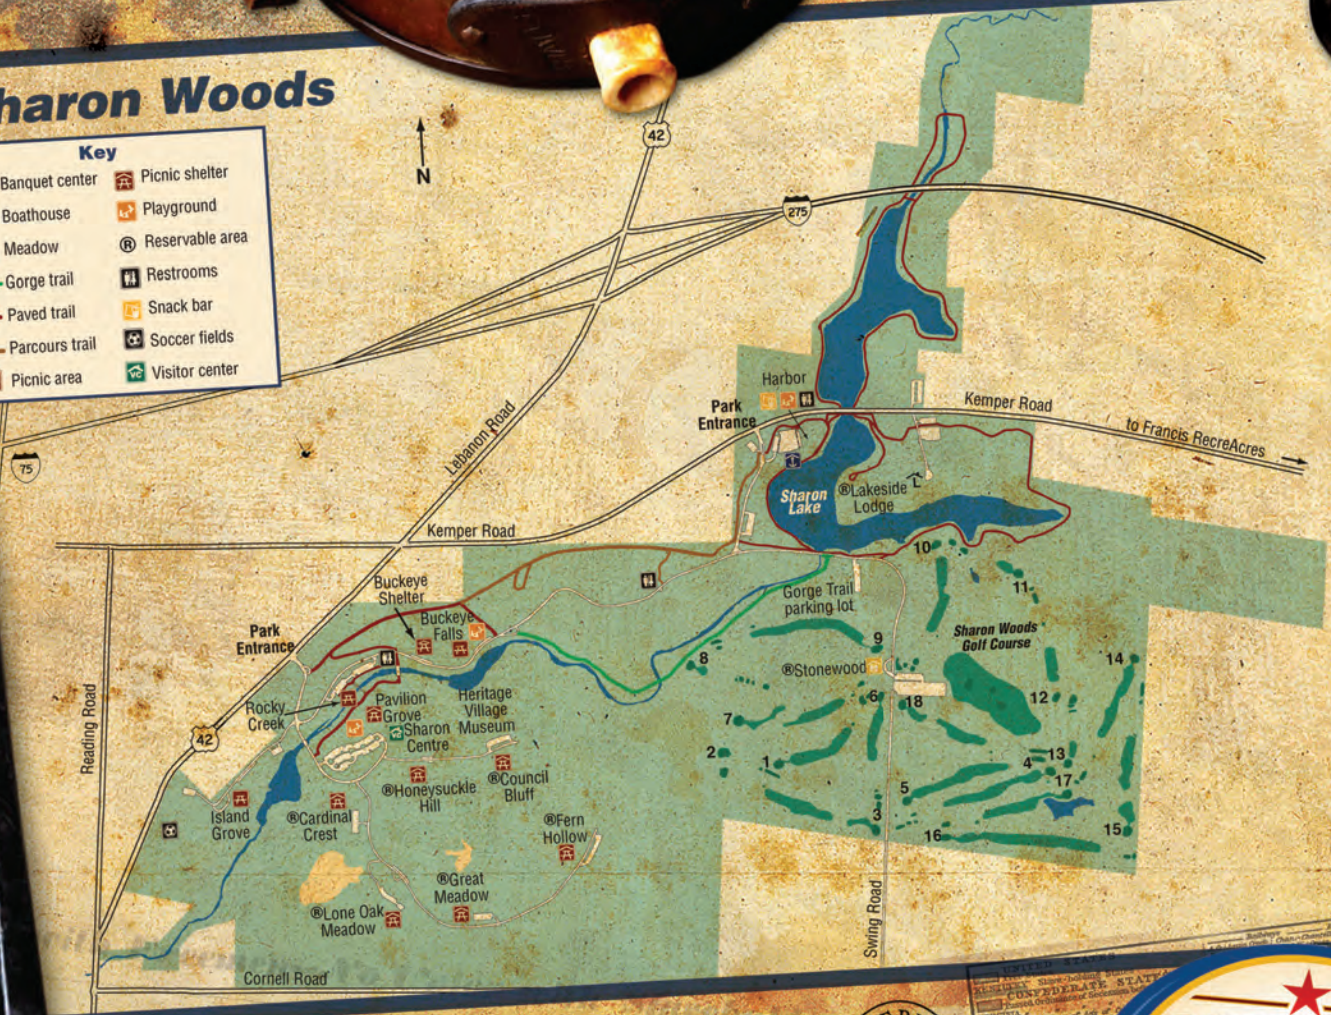 haron Woods
Key
Banquet center
Boathouse
Meadow
Gorge trail
Paved trail
Parcours trail
Picnic area
Picnic shelter
Playground
® Reservable area
Restrooms
Snack bar
Soccer fields
VC Visitor center
N
42
275
75
Lebanon Road
Harbor
Park
Entrance
Kemper Road
to Francis RecreAcres
Sharon
Lake
®Lakeside
Lodge
Kemper Road
Buckeye
Shelter
Buckeye
Falls
Park
Entrance
Gorge Trail
parking lot
10
11
Sharon Woods
Golf Course
9
8
®Stonewood
14
6
18
12
7
2
1
13
4
17
5
3
16
15
Reading Road
42
Rocky
Creek
Pavilion
Grove
Sharon
Centre
Heritage
Village
Museum
®Honeysuckle
Hill
®Council
Bluff
Island
Grove
®Cardinal
Crest
®Fern
Hollow
®Great
Meadow
®Lone Oak
Meadow
Swing Road
Cornell Road
UNITED STATES
CONFEDERATE STATE